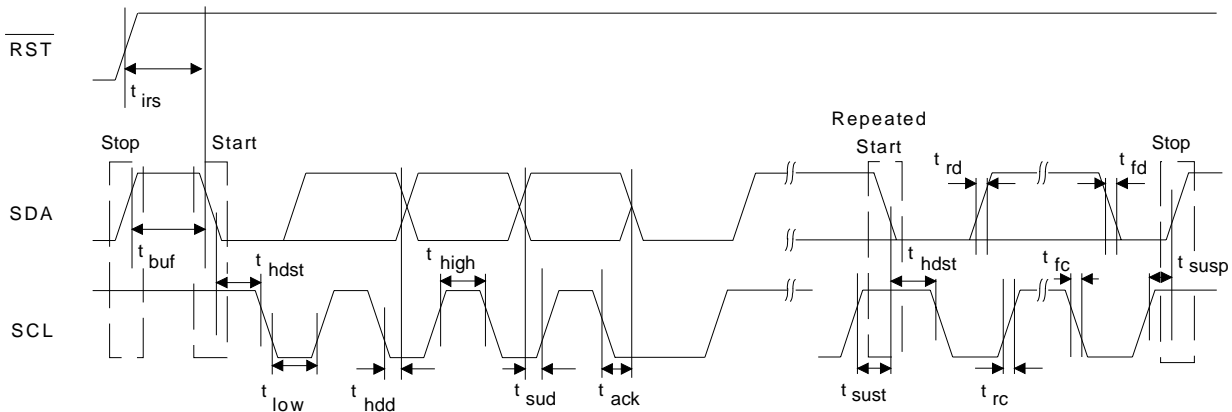 RST
t irs
Repeated
Stop Start Start Stop
t rd t fd
SDA
t buf t hdst t high t hdst t fc t susp
SCL
t low t hdd t sud t ack t sust t rc